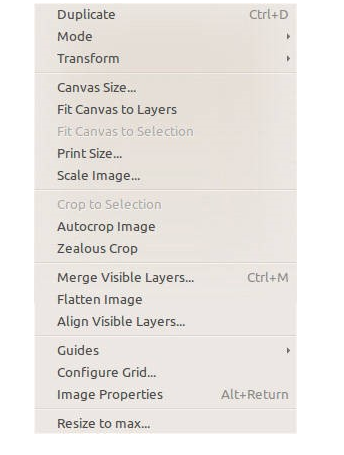 Duplicate Ctrl+D
Mode
Transform
Canvas Size...
Fit Canvas to Layers
Fit Canvas to Selection
Print Size...
Scale Image...
Crop to Selection
Autocrop Image
Zealous Crop
Merge Visible Layers... Ctrl+M
Flatten Image
Align Visible Layers...
Guides
Configure Grid...
Image Properties Alt+Return
Resize to max...